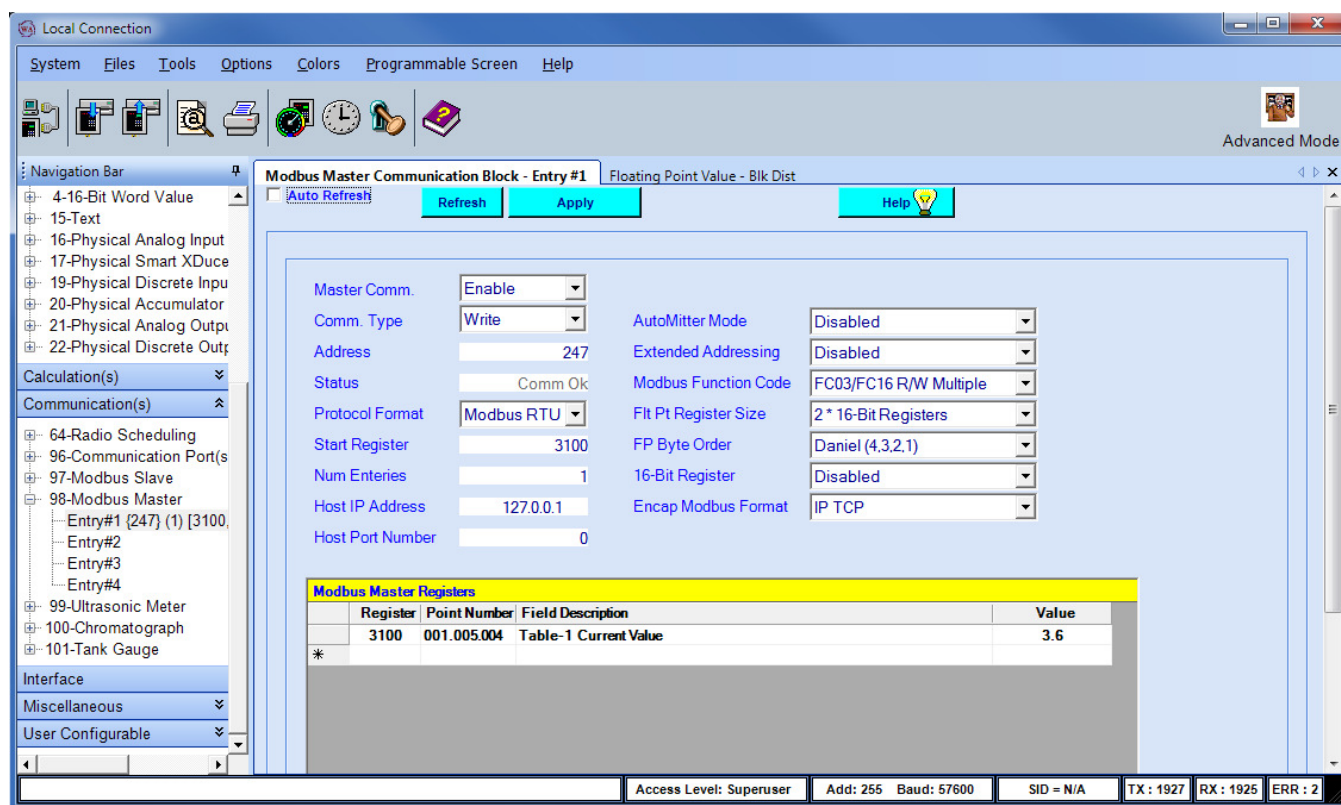 Local Connection
System Files Tools Options Colors Programmable Screen Help
Advanced Mode
Navigation Bar
4-16-Bit Word Value
15-Text
16-Physical Analog Input
17-Physical Smart XDuce
19-Physical Discrete Inpu
20-Physical Accumulator
21-Physical Analog Outpu
22-Physical Discrete Outp
Calculation(s)
Communication(s)
64-Radio Scheduling
96-Communication Port(s
97-Modbus Slave
98-Modbus Master
Entry#1 {247} (1) [3100,
Entry#2
Entry#3
Entry#4
99-Ultrasonic Meter
100-Chromatograph
101-Tank Gauge
Interface
Miscellaneous
User Configurable
Modbus Master Communication Block - Entry #1 Floating Point Value - Blk Dist
Auto Refresh Refresh Apply Help
Master Comm. Enable
Comm. Type Write AutoMitter Mode Disabled
Address 247 Extended Addressing Disabled
Status Comm Ok Modbus Function Code FC03/FC16 R/W Multiple
Protocol Format Modbus RTU Flt Pt Register Size 2 * 16-Bit Registers
Start Register 3100 FP Byte Order Daniel (4,3,2,1)
Num Enteries 1 16-Bit Register Disabled
Host IP Address 127.0.0.1 Encap Modbus Format IP TCP
Host Port Number 0
Modbus Master Registers
Register Point Number Field Description Value
3100 001.005.004 Table-1 Current Value 3.6
Access Level: Superuser Add: 255 Baud: 57600 SID = N/A TX : 1927 RX : 1925 ERR : 2